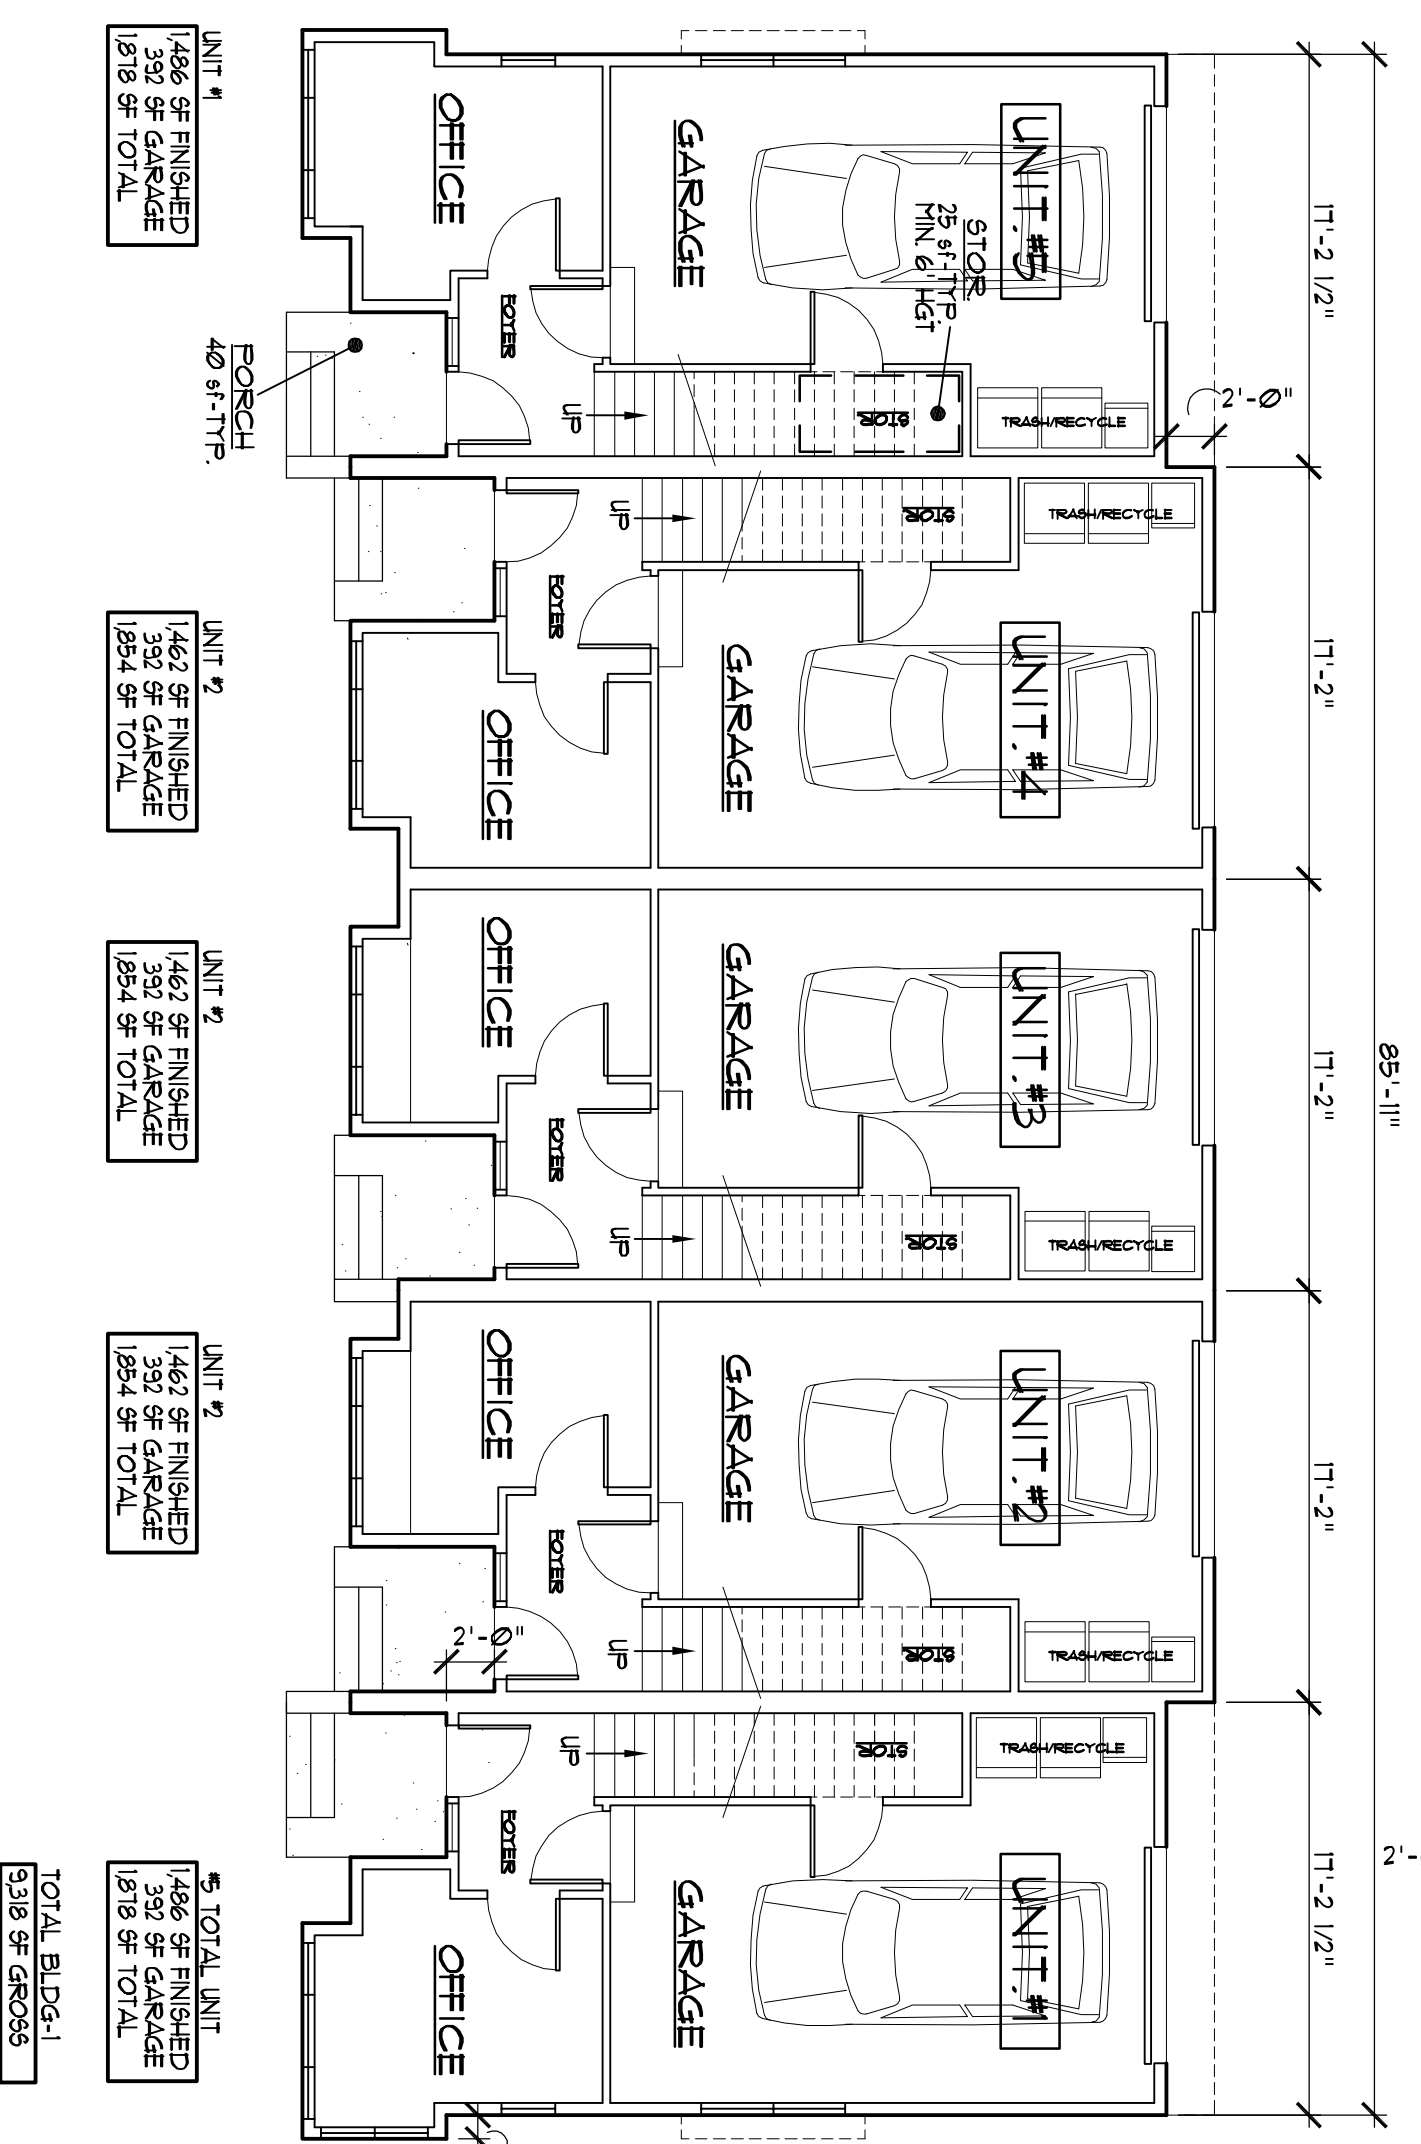 85'-11"
17'-2 1/2"
17'-2"
17'-2"
17'-2"
17'-2 1/2"
2'-0"
2'-
UNIT.#5
UNIT.#4
UNIT.#3
UNIT.#2
UNIT.#1
TRASH/RECYCLE
TRASH/RECYCLE
TRASH/RECYCLE
TRASH/RECYCLE
TRASH/RECYCLE
STOR.
25 sf-TYP.
MIN. 6' HGT
STOR
STOR
STOR
STOR
STOR
GARAGE
GARAGE
GARAGE
GARAGE
GARAGE
UP
UP
UP
UP
UP
FOYER
FOYER
FOYER
FOYER
FOYER
OFFICE
OFFICE
OFFICE
OFFICE
OFFICE
2'-0"
PORCH
40 sf-TYP.
UNIT #1
1,486 SF FINISHED
392 SF GARAGE
1,878 SF TOTAL
UNIT #2
1,462 SF FINISHED
392 SF GARAGE
1,854 SF TOTAL
UNIT #2
1,462 SF FINISHED
392 SF GARAGE
1,854 SF TOTAL
UNIT #2
1,462 SF FINISHED
392 SF GARAGE
1,854 SF TOTAL
#5 TOTAL UNIT
1,486 SF FINISHED
392 SF GARAGE
1,878 SF TOTAL
TOTAL BLDG-1
9,318 SF GROSS